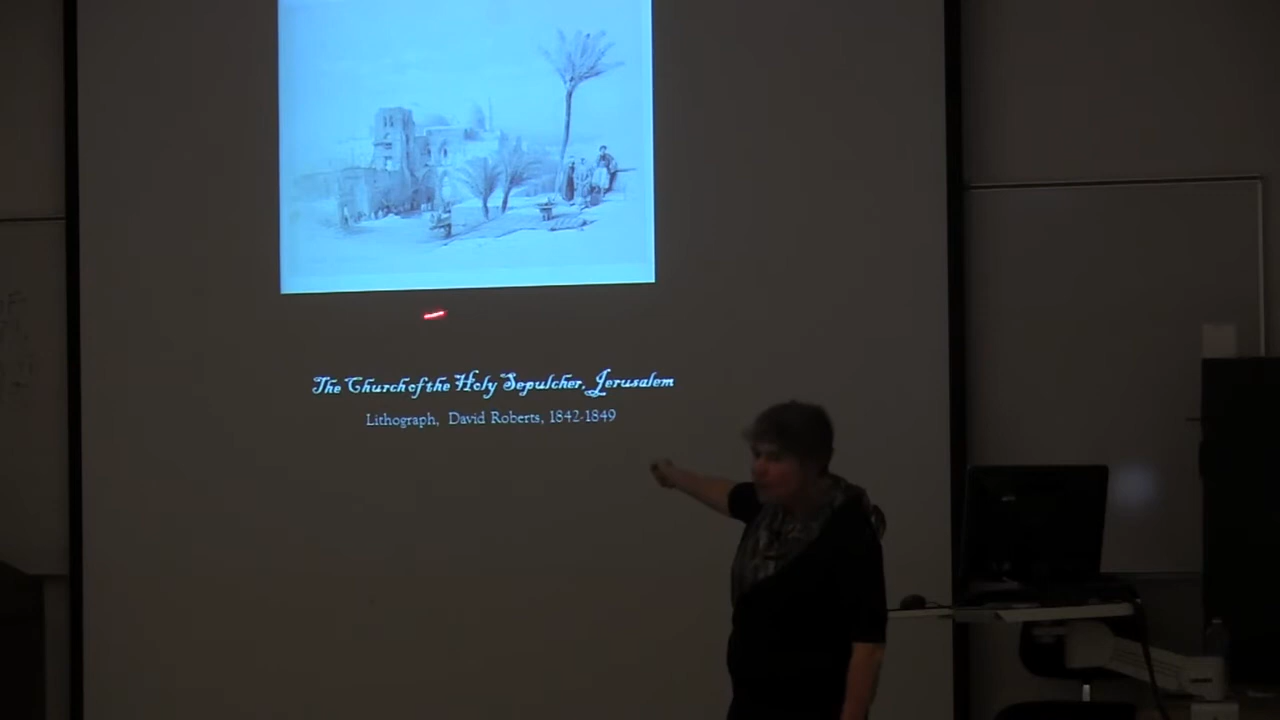 The Church of the Holy Sepulcher, Jerusalem
Lithograph, David Roberts, 1842-1849